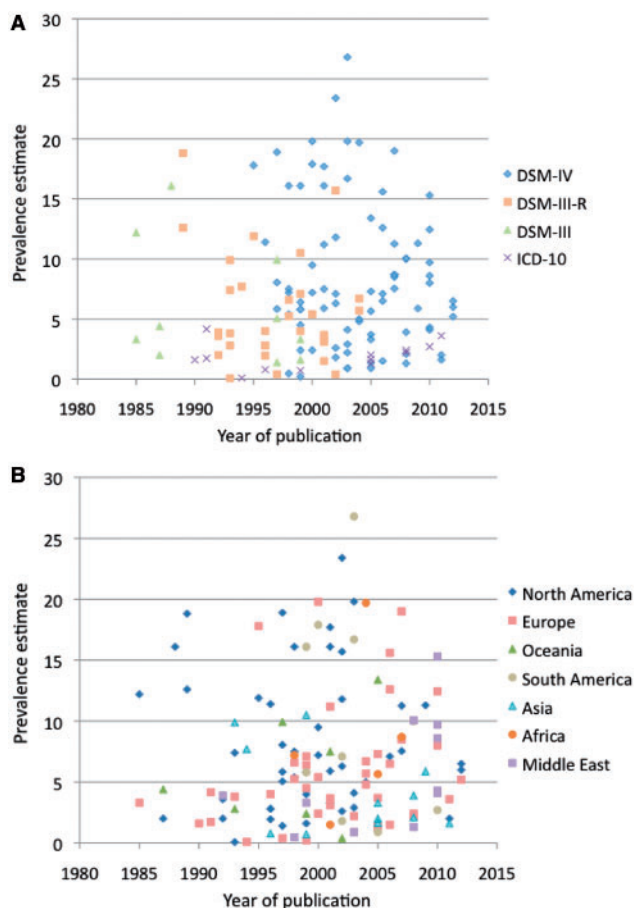 A
30
25
20
15
10
5
0
Prevalence estimate
1980 1985 1990 1995 2000 2005 2010 2015
Year of publication
DSM-IV
DSM-III-R
DSM-III
ICD-10
B
30
25
20
15
10
5
0
Prevalence estimate
1980 1985 1990 1995 2000 2005 2010 2015
Year of publication
North America
Europe
Oceania
South America
Asia
Africa
Middle East